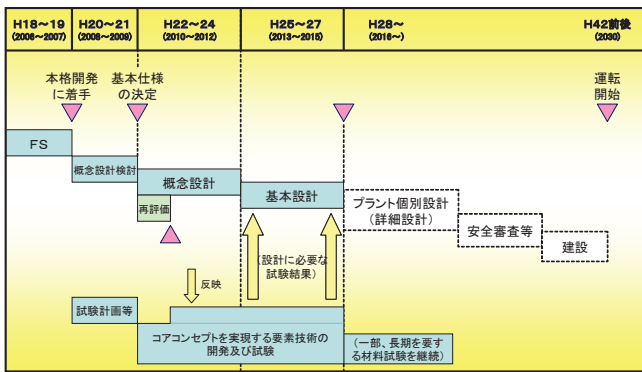 H18～19
(2006～2007)
H20～21
(2008～2009)
H22～24
(2010～2012)
H25～27
(2013～2015)
H28～
(2016～)
H42前後
(2030)
本格開発
に着手
基本仕様
の決定
運転
開始
FS
概念設計検討
概念設計
再評価
基本設計
プラント個別設計
（詳細設計）
安全審査等
建設
（設計に必要な
試験結果）
反映
試験計画等
コアコンセプトを実現する要素技術の
開発及び試験
（一部、長期を要す
る材料試験を継続）